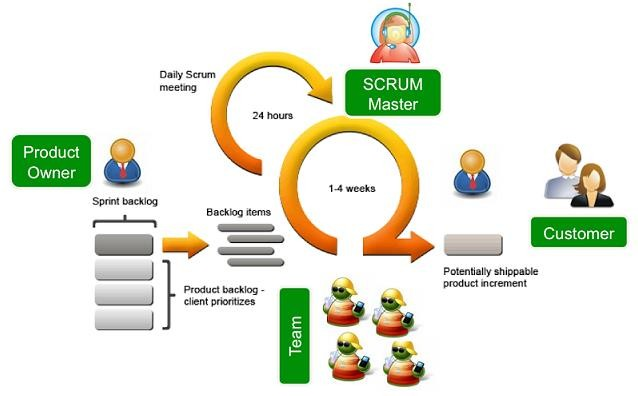 Daily Scrum
meeting
24 hours
SCRUM
Master
Product
Owner
1-4 weeks
Sprint backlog
Backlog items
Customer
Product backlog -
client prioritizes
Potentially shippable
product increment
Team